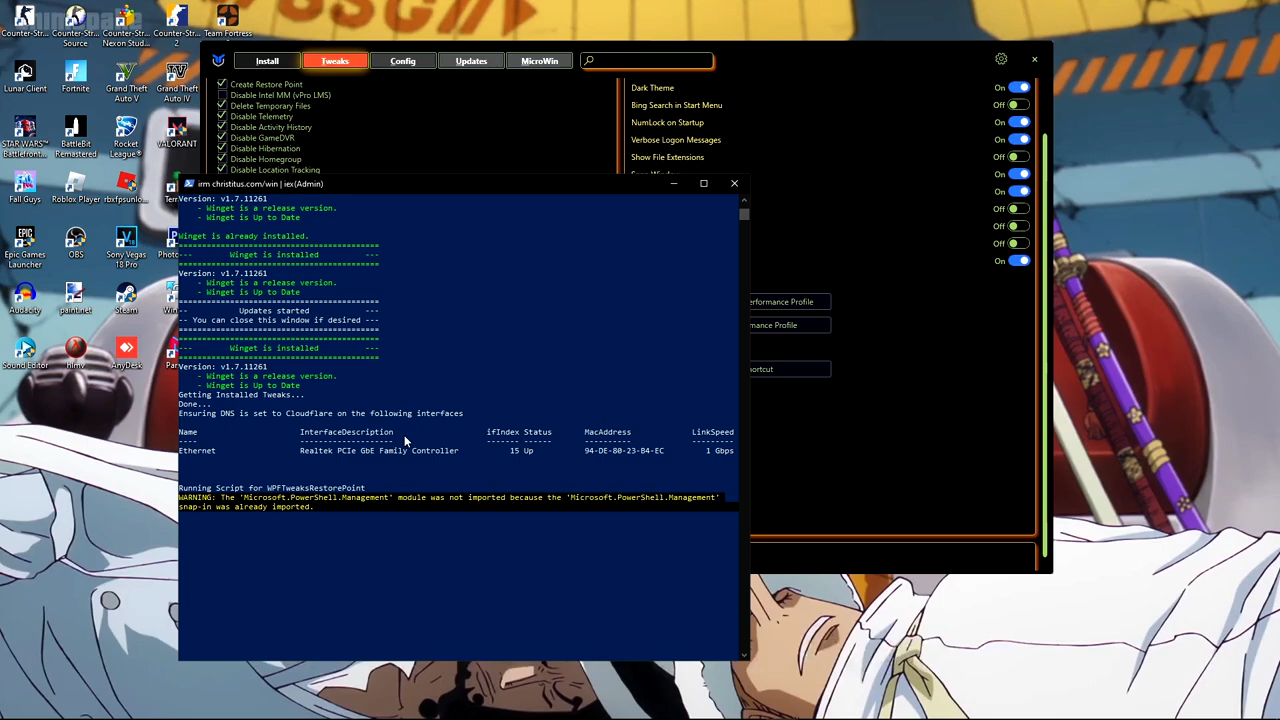 Counter-Str...
Counter-Str... Source
Counter-Str... Nexon Stud...
Counter-Str... 2
Team Fortress
Lunar Client
Fortnite
Grand Theft Auto V
Grand Theft Auto IV
STAR WARS™ Battlefront...
BattleBit Remastered
Rocket League®
VALORANT
Fall Guys
Roblox Player
rbxfpsunlo...
Epic Games Launcher
OBS
Sony Vegas 18 Pro
Audacity
paintnet
Steam
Sound Editor
hlmv
AnyDesk
Install
Tweaks
Config
Updates
MicroWin
Create Restore Point
Disable Intel MM (vPro LMS)
Delete Temporary Files
Disable Telemetry
Disable Activity History
Disable GameDVR
Disable Hibernation
Disable Homegroup
Disable Location Tracking
Dark Theme On
Bing Search in Start Menu Off
NumLock on Startup On
Verbose Logon Messages On
Show File Extensions Off
On
On
Off
Off
Off
On
erformance Profile
mance Profile
ortcut
irm christitus.com/win | iex(Admin)
Version: v1.7.11261
- Winget is a release version.
- Winget is Up to Date
Winget is already installed.
===========================================
--- Winget is installed ---
===========================================
Version: v1.7.11261
- Winget is a release version.
- Winget is Up to Date
===========================================
-- Updates started ---
-- You can close this window if desired ---
===========================================
===========================================
--- Winget is installed ---
===========================================
Version: v1.7.11261
- Winget is a release version.
- Winget is Up to Date
Getting Installed Tweaks...
Done...
Ensuring DNS is set to Cloudflare on the following interfaces
Name InterfaceDescription ifIndex Status MacAddress LinkSpeed
---- -------------------- ------- ------ ---------- ---------
Ethernet Realtek PCIe GbE Family Controller 15 Up 94-DE-80-23-B4-EC 1 Gbps
Running Script for WPFTweaksRestorePoint
WARNING: The 'Microsoft.PowerShell.Management' module was not imported because the 'Microsoft.PowerShell.Management'
snap-in was already imported.